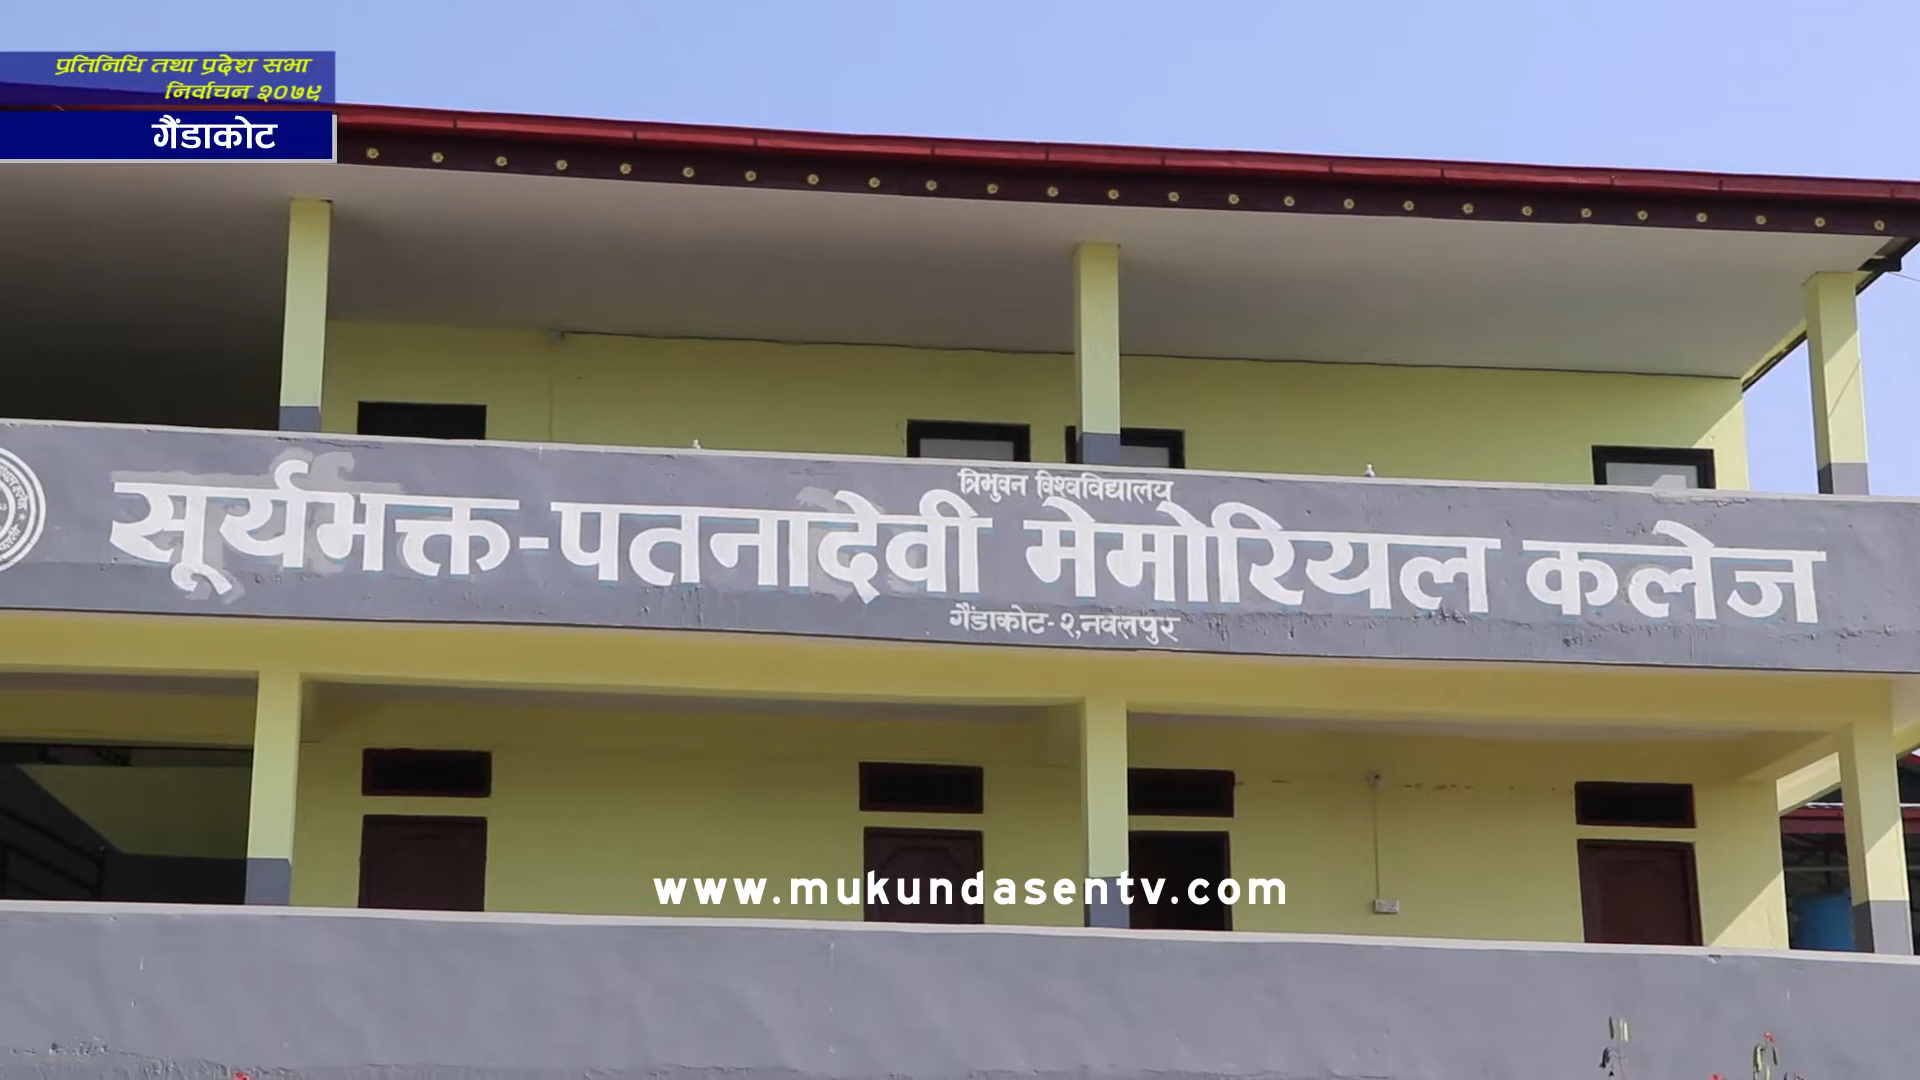 प्रतिनिधि तथा प्रदेश सभा
निर्वाचन २०७९
गैंडाकोट
त्रिभुवन विश्वविद्यालय
सूर्यभक्त-पतनादेवी मेमोरियल कलेज
गैंडाकोट-२,नवलपुर
www.mukundasentv.com